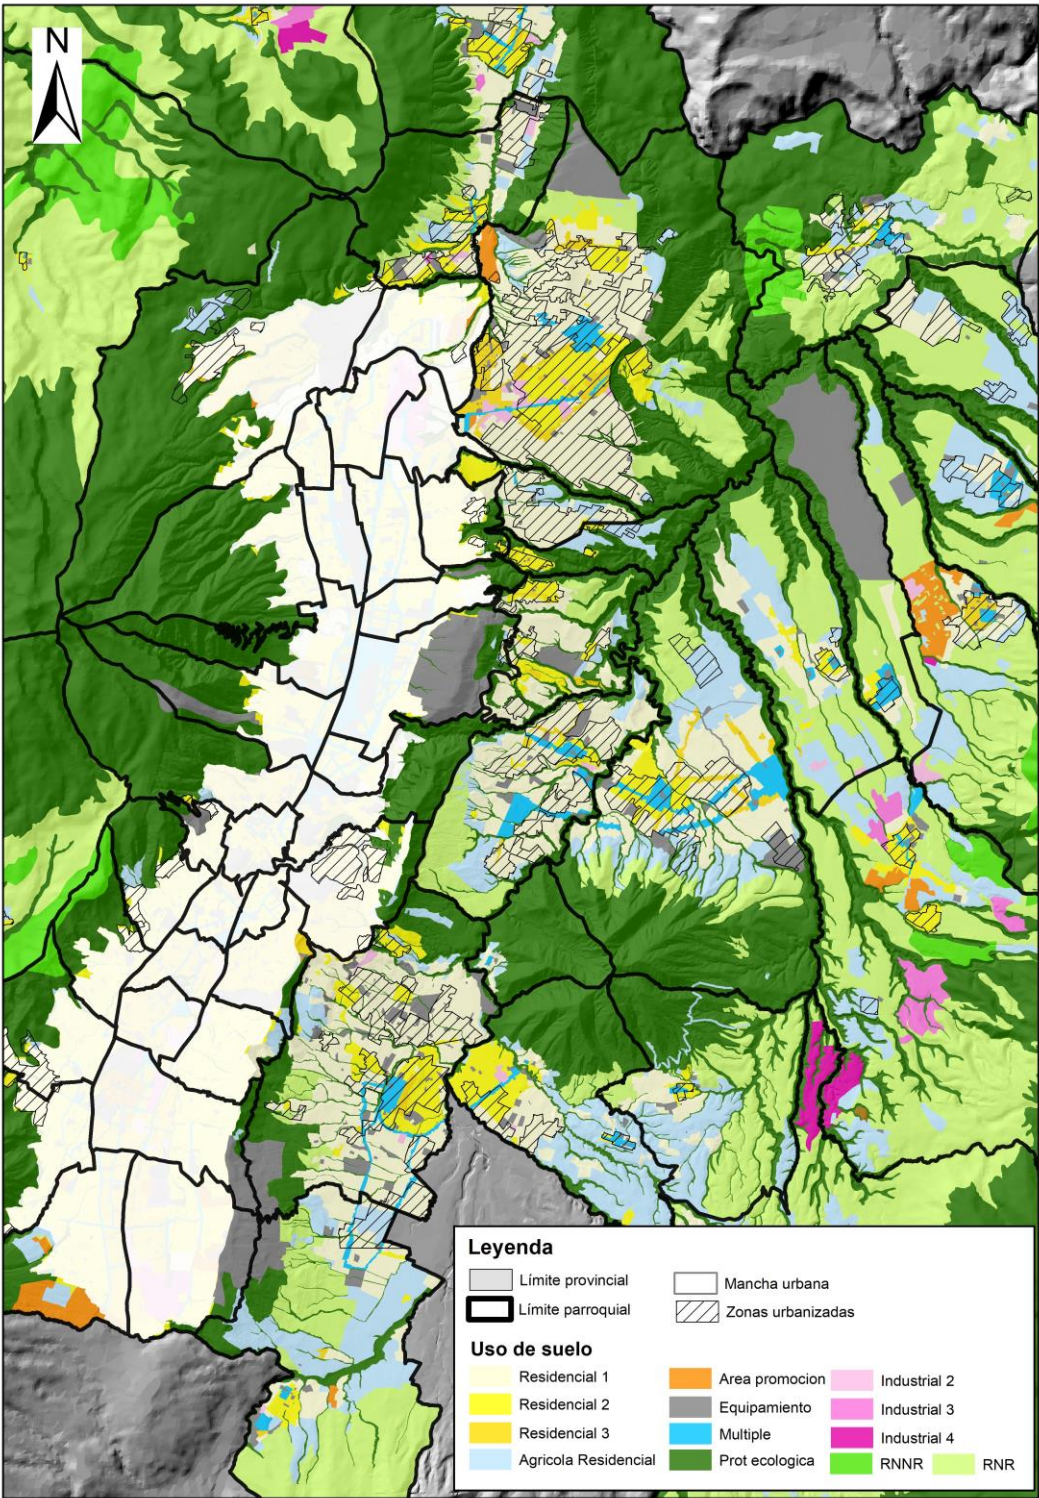 N
Leyenda
Límite provincial
Mancha urbana
Límite parroquial
Zonas urbanizadas
Uso de suelo
Residencial 1
Area promocion
Industrial 2
Residencial 2
Equipamiento
Industrial 3
Residencial 3
Multiple
Industrial 4
Agricola Residencial
Prot ecologica
RNNR
RNR